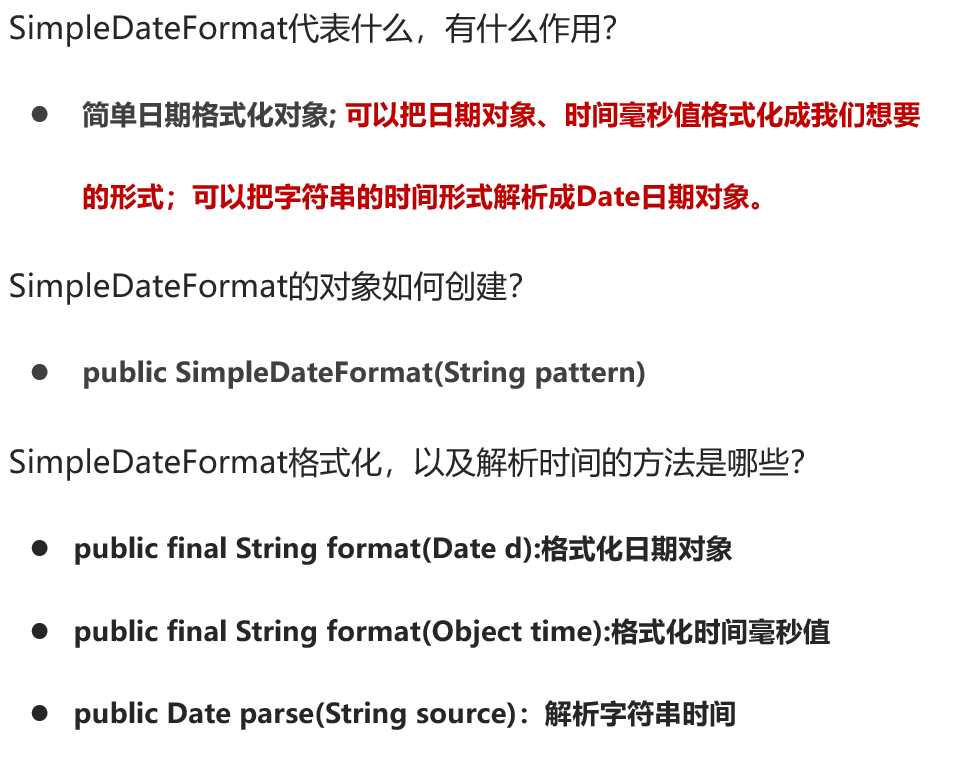 SimpleDateFormat代表什么，有什么作用？
● 简单日期格式化对象; 可以把日期对象、时间毫秒值格式化成我们想要
的形式；可以把字符串的时间形式解析成Date日期对象。
SimpleDateFormat的对象如何创建？
● public SimpleDateFormat(String pattern)
SimpleDateFormat格式化，以及解析时间的方法是哪些？
● public final String format(Date d):格式化日期对象
● public final String format(Object time):格式化时间毫秒值
● public Date parse(String source)：解析字符串时间